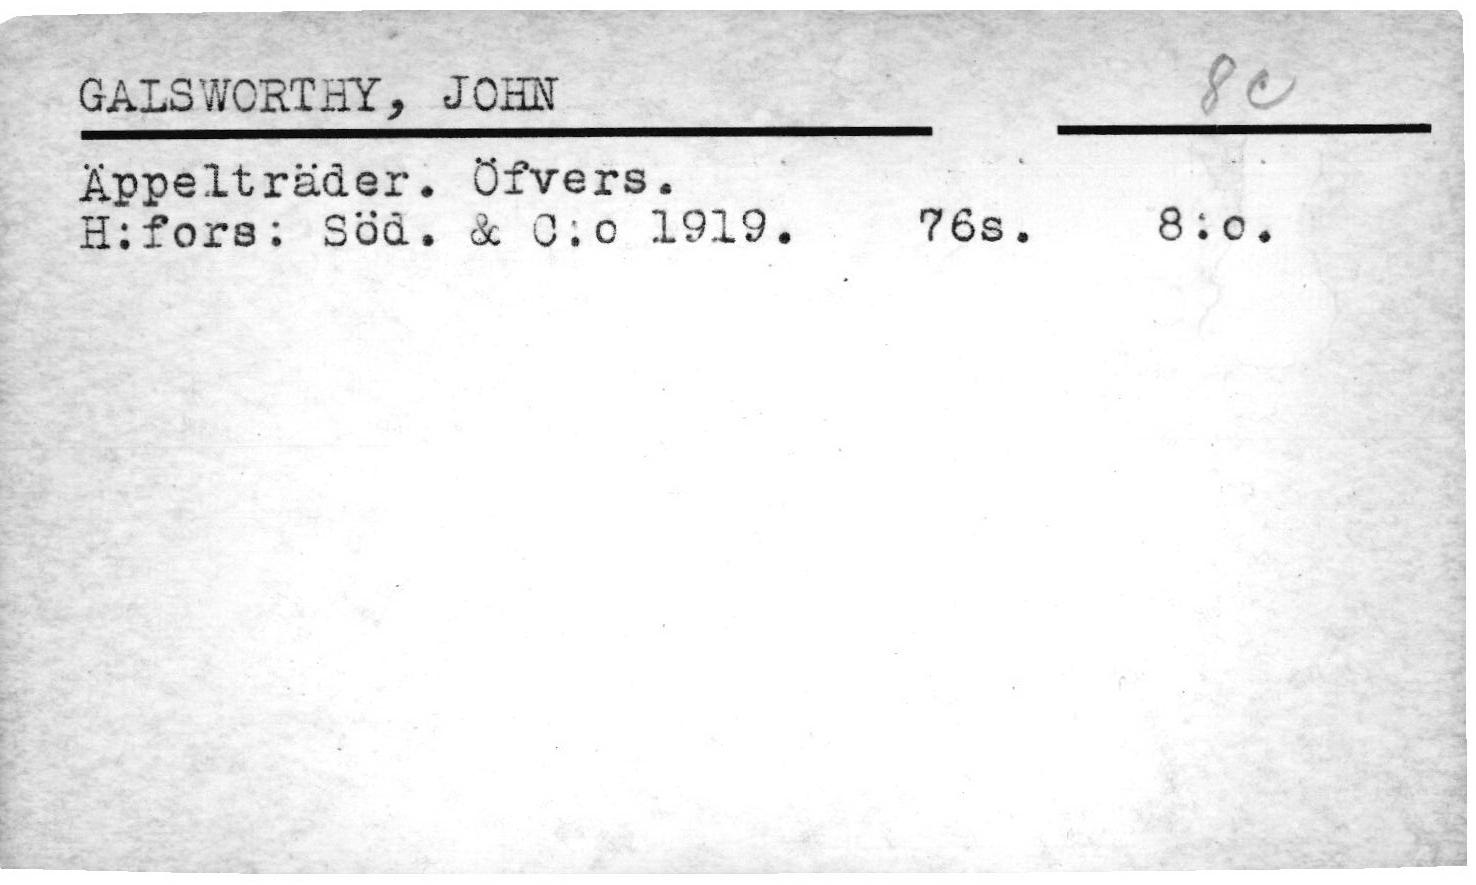 GALSWORTHY, JOHN 8c
Äppelträder. Öfvers.
H:fors: Söd. & C:o 1919. 76s. 8:o.